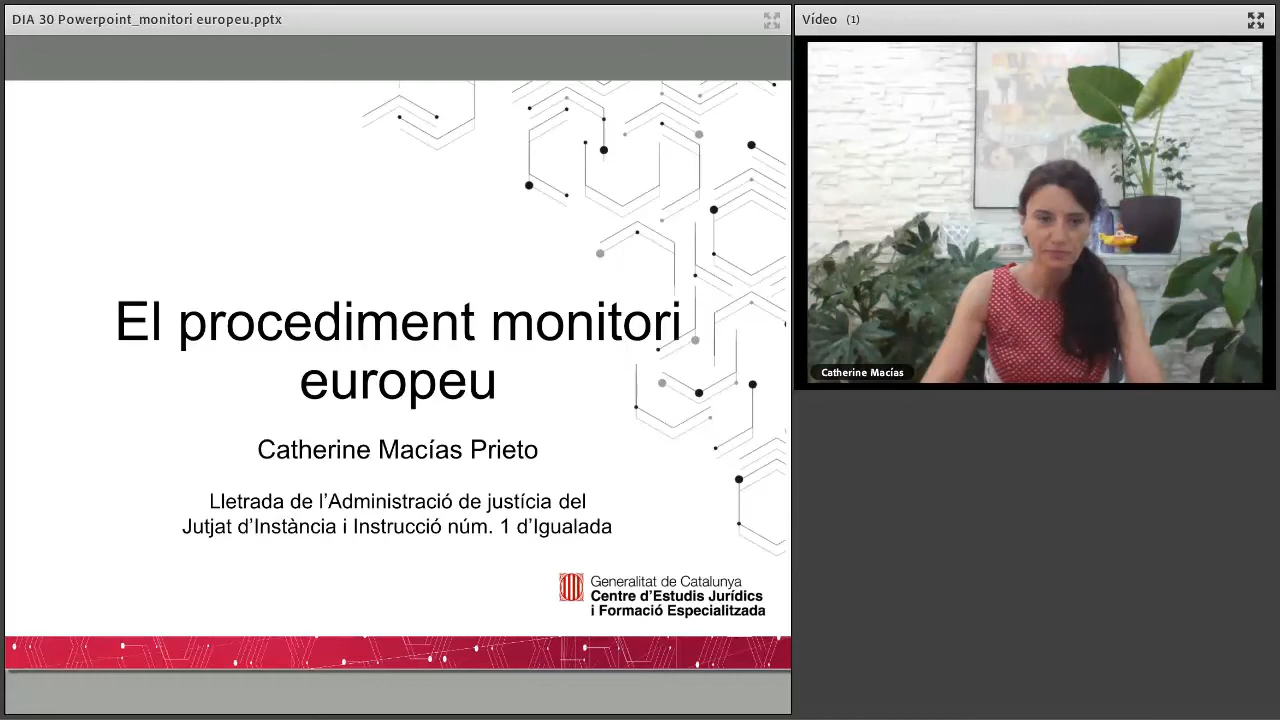 DIA 30 Powerpoint_monitori europeu.pptx
Vídeo (1)
El procediment monitori
europeu
Catherine Macías Prieto
Lletrada de l’Administració de justícia del
Jutjat d’Instància i Instrucció núm. 1 d’Igualada
Generalitat de Catalunya
Centre d’Estudis Jurídics
i Formació Especialitzada
Catherine Macías